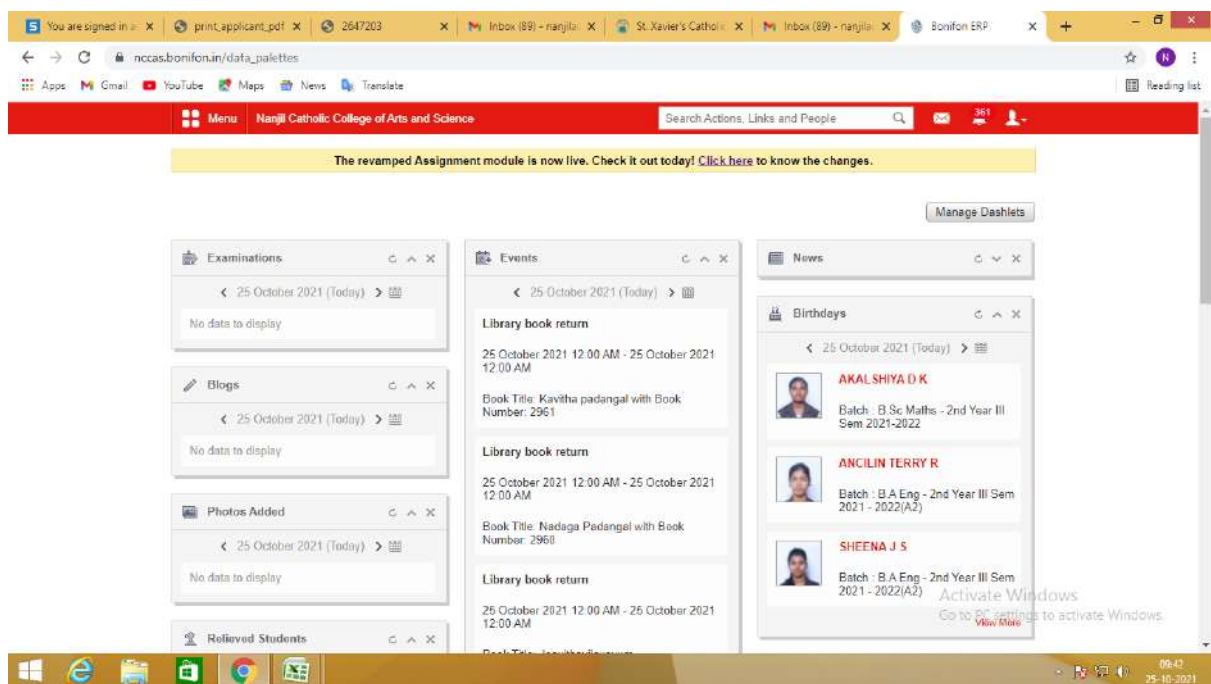 You are signed in a
print_applicant_pdf
2647203
Inbox (89) - nanjila
St. Xavier's Catholic
Inbox (89) - nanjila
Bonifon ERP
nccas.bonifon.in/data_palettes
Apps
Gmail
YouTube
Maps
News
Translate
Reading list
Menu
Nanjil Catholic College of Arts and Science
Search Actions, Links and People
361
The revamped Assignment module is now live. Check it out today! Click here to know the changes.
Manage Dashlets
Examinations
25 October 2021 (Today)
No data to display
Blogs
25 October 2021 (Today)
No data to display
Photos Added
25 October 2021 (Today)
No data to display
Relieved Students
Events
25 October 2021 (Today)
Library book return
25 October 2021 12:00 AM - 25 October 2021
12:00 AM
Book Title: Kavitha padangal with Book
Number: 2961
Library book return
25 October 2021 12:00 AM - 25 October 2021
12:00 AM
Book Title: Nadaga Padangal with Book
Number: 2968
Library book return
25 October 2021 12:00 AM - 25 October 2021
12:00 AM
News
Birthdays
25 October 2021 (Today)
AKALSHIYA D K
Batch : B.Sc Maths - 2nd Year III
Sem 2021-2022
ANCILIN TERRY R
Batch : B.A Eng - 2nd Year III Sem
2021 - 2022(A2)
SHEENA J S
Batch : B.A Eng - 2nd Year III Sem
2021 - 2022(A2)
View More
Activate Windows
Go to PC settings to activate Windows.
09:42
25-10-2021